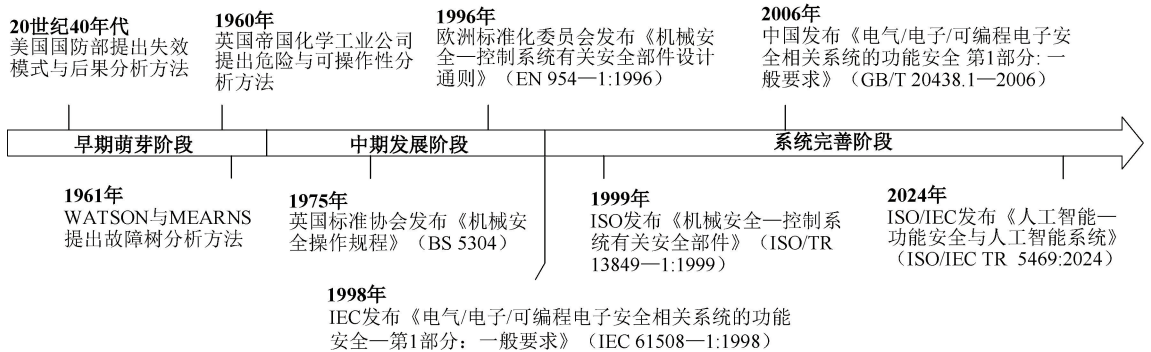 20世纪40年代
美国国防部提出失效
模式与后果分析方法
1960年
英国帝国化学工业公司
提出危险与可操作性分
析方法
1996年
欧洲标准化委员会发布《机械安
全—控制系统有关安全部件设计
通则》（EN 954—1:1996）
2006年
中国发布《电气/电子/可编程电子安
全相关系统的功能安全 第1部分: 一
般要求》（GB/T 20438.1—2006）
早期萌芽阶段
中期发展阶段
系统完善阶段
1961年
WATSON与MEARNS
提出故障树分析方法
1975年
英国标准协会发布《机械安
全操作规程》（BS 5304）
1999年
ISO发布《机械安全—控制系
统有关安全部件》（ISO/TR
13849—1:1999）
2024年
ISO/IEC发布《人工智能—
功能安全与人工智能系统》
（ISO/IEC TR 5469:2024）
1998年
IEC发布《电气/电子/可编程电子安全相关系统的功能
安全—第1部分：一般要求》（IEC 61508—1:1998）